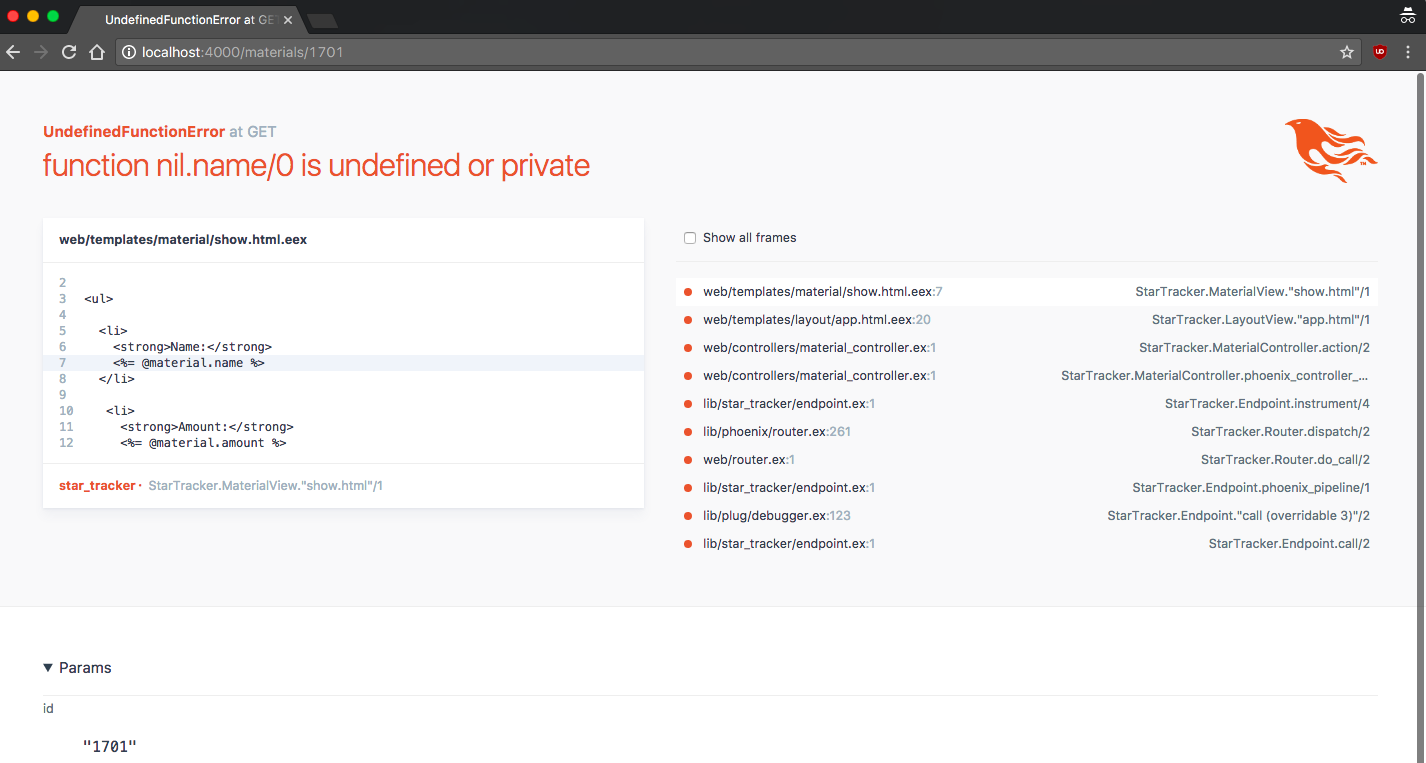 UndefinedFunctionError at GET
localhost:4000/materials/1701
UndefinedFunctionError at GET
function nil.name/0 is undefined or private
TM
web/templates/material/show.html.eex
2
3 <ul>
4
5 <li>
6 <strong>Name:</strong>
7 <%= @material.name %>
8 </li>
9
10 <li>
11 <strong>Amount:</strong>
12 <%= @material.amount %>
star_tracker · StarTracker.MaterialView."show.html"/1
Show all frames
web/templates/material/show.html.eex:7 StarTracker.MaterialView."show.html"/1
web/templates/layout/app.html.eex:20 StarTracker.LayoutView."app.html"/1
web/controllers/material_controller.ex:1 StarTracker.MaterialController.action/2
web/controllers/material_controller.ex:1 StarTracker.MaterialController.phoenix_controller_...
lib/star_tracker/endpoint.ex:1 StarTracker.Endpoint.instrument/4
lib/phoenix/router.ex:261 StarTracker.Router.dispatch/2
web/router.ex:1 StarTracker.Router.do_call/2
lib/star_tracker/endpoint.ex:1 StarTracker.Endpoint.phoenix_pipeline/1
lib/plug/debugger.ex:123 StarTracker.Endpoint."call (overridable 3)"/2
lib/star_tracker/endpoint.ex:1 StarTracker.Endpoint.call/2
Params
id
"1701"